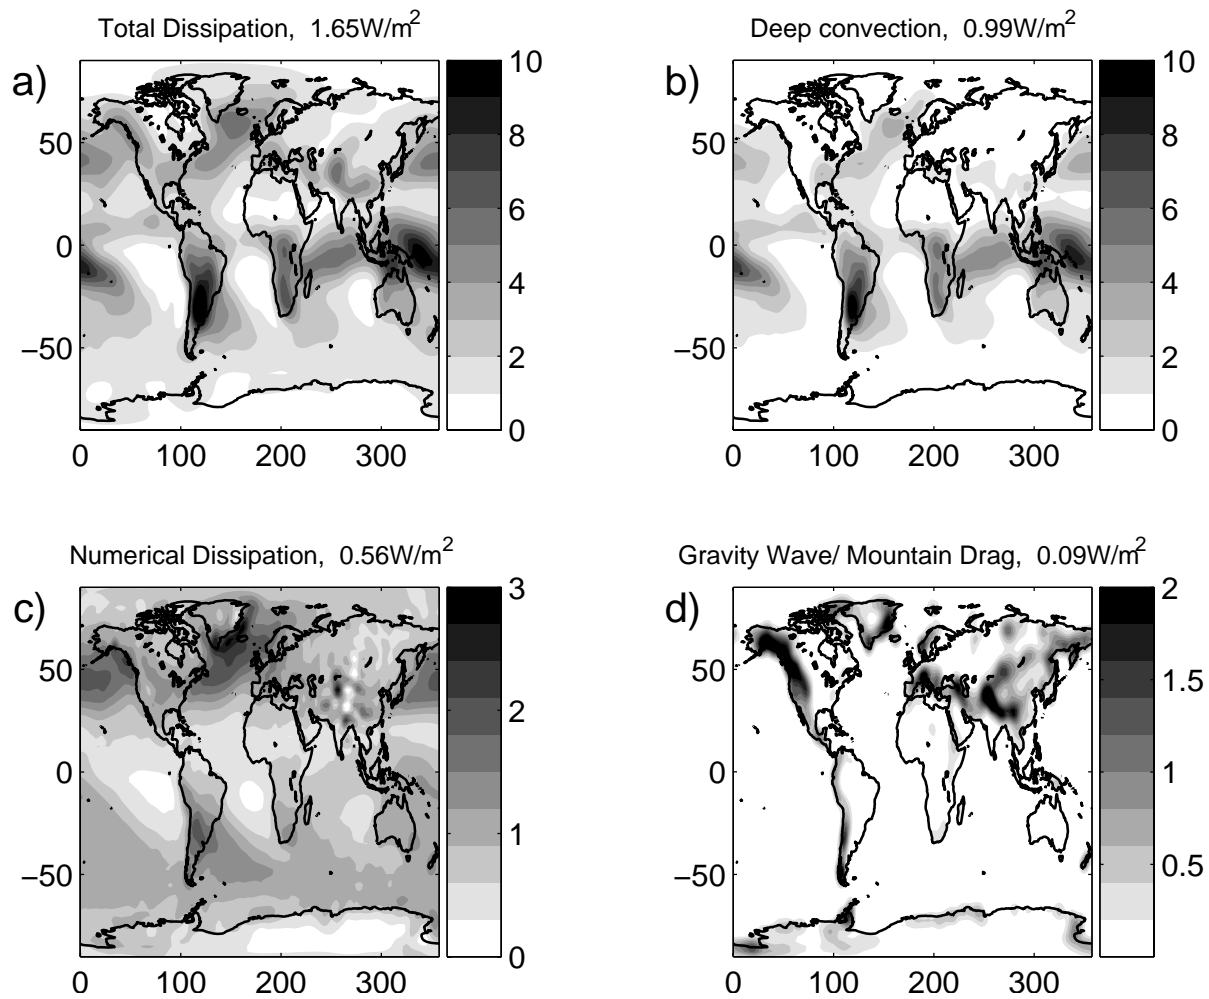 Total Dissipation, 1.65W/m²
Deep convection, 0.99W/m²
a)
50
0
−50
0 100 200 300
10
8
6
4
2
0
b)
50
0
−50
0 100 200 300
10
8
6
4
2
0
Numerical Dissipation, 0.56W/m²
Gravity Wave/ Mountain Drag, 0.09W/m²
c)
50
0
−50
0 100 200 300
3
2
1
0
d)
50
0
−50
0 100 200 300
2
1.5
1
0.5